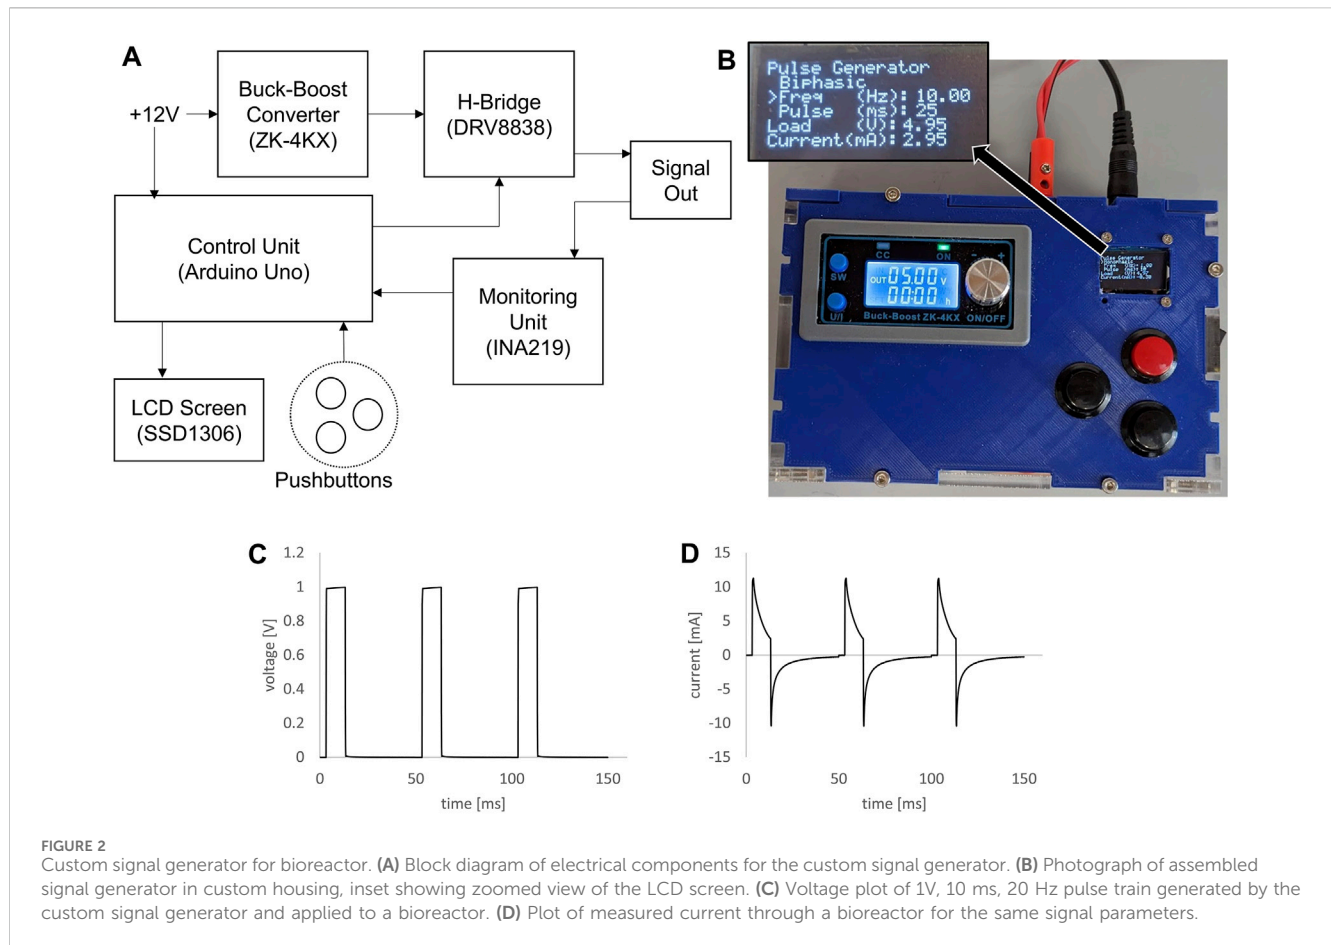 A
+12V
Buck-Boost
Converter
(ZK-4KX)
H-Bridge
(DRV8838)
Signal
Out
Control Unit
(Arduino Uno)
Monitoring
Unit
(INA219)
LCD Screen
(SSD1306)
Pushbuttons
B
Pulse Generator
Biphasic
>Freq (Hz): 10.00
Pulse (ms): 25
Load (V): 4.95
Current(mA): 2.95
CC
ON
- +
SW
OUT 05.00 V
00:00 h
U/I
Buck-Boost ZK-4KX
ON/OFF
Pulse Generator
C
1.2
1
0.8
0.6
0.4
0.2
0
voltage [V]
0 50 100 150
time [ms]
D
15
10
5
0
-5
-10
-15
current [mA]
0 50 100 150
time [ms]
FIGURE 2
Custom signal generator for bioreactor. (A) Block diagram of electrical components for the custom signal generator. (B) Photograph of assembled
signal generator in custom housing, inset showing zoomed view of the LCD screen. (C) Voltage plot of 1V, 10 ms, 20 Hz pulse train generated by the
custom signal generator and applied to a bioreactor. (D) Plot of measured current through a bioreactor for the same signal parameters.